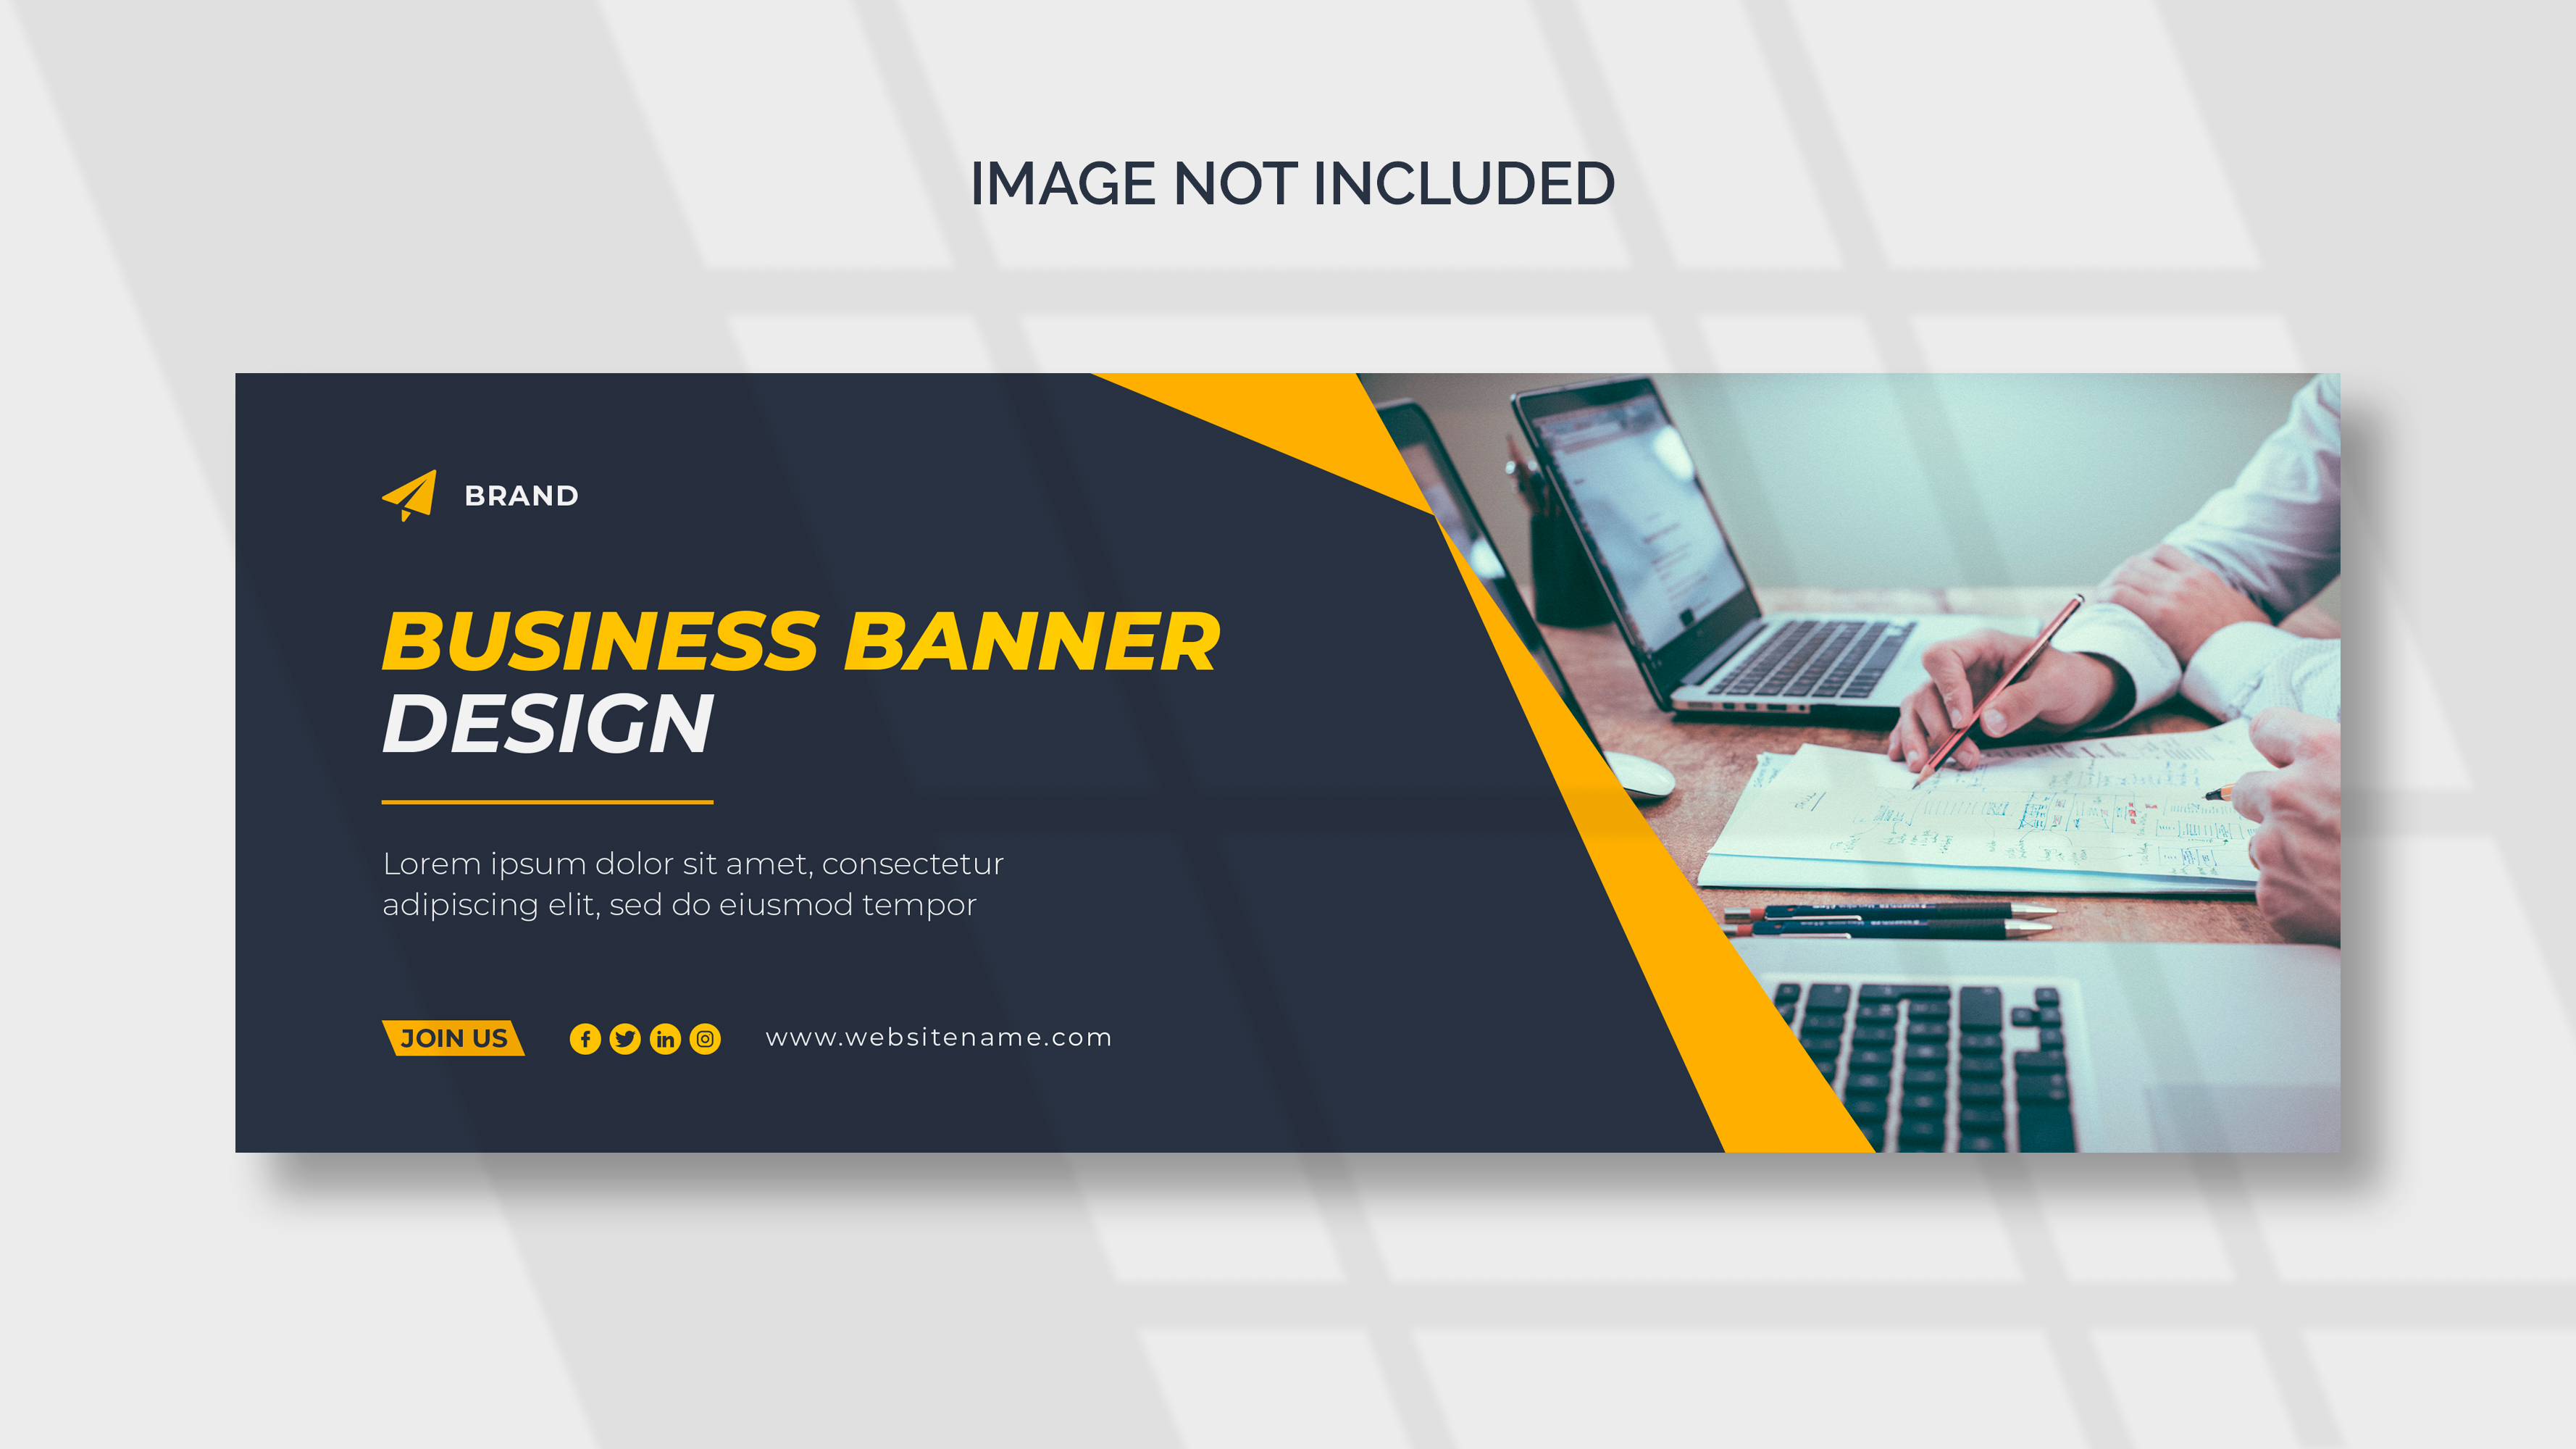 IMAGE NOT INCLUDED
BRAND
BUSINESS BANNER
DESIGN
Lorem ipsum dolor sit amet, consectetur
adipiscing elit, sed do eiusmod tempor
JOIN US
www.websitename.com